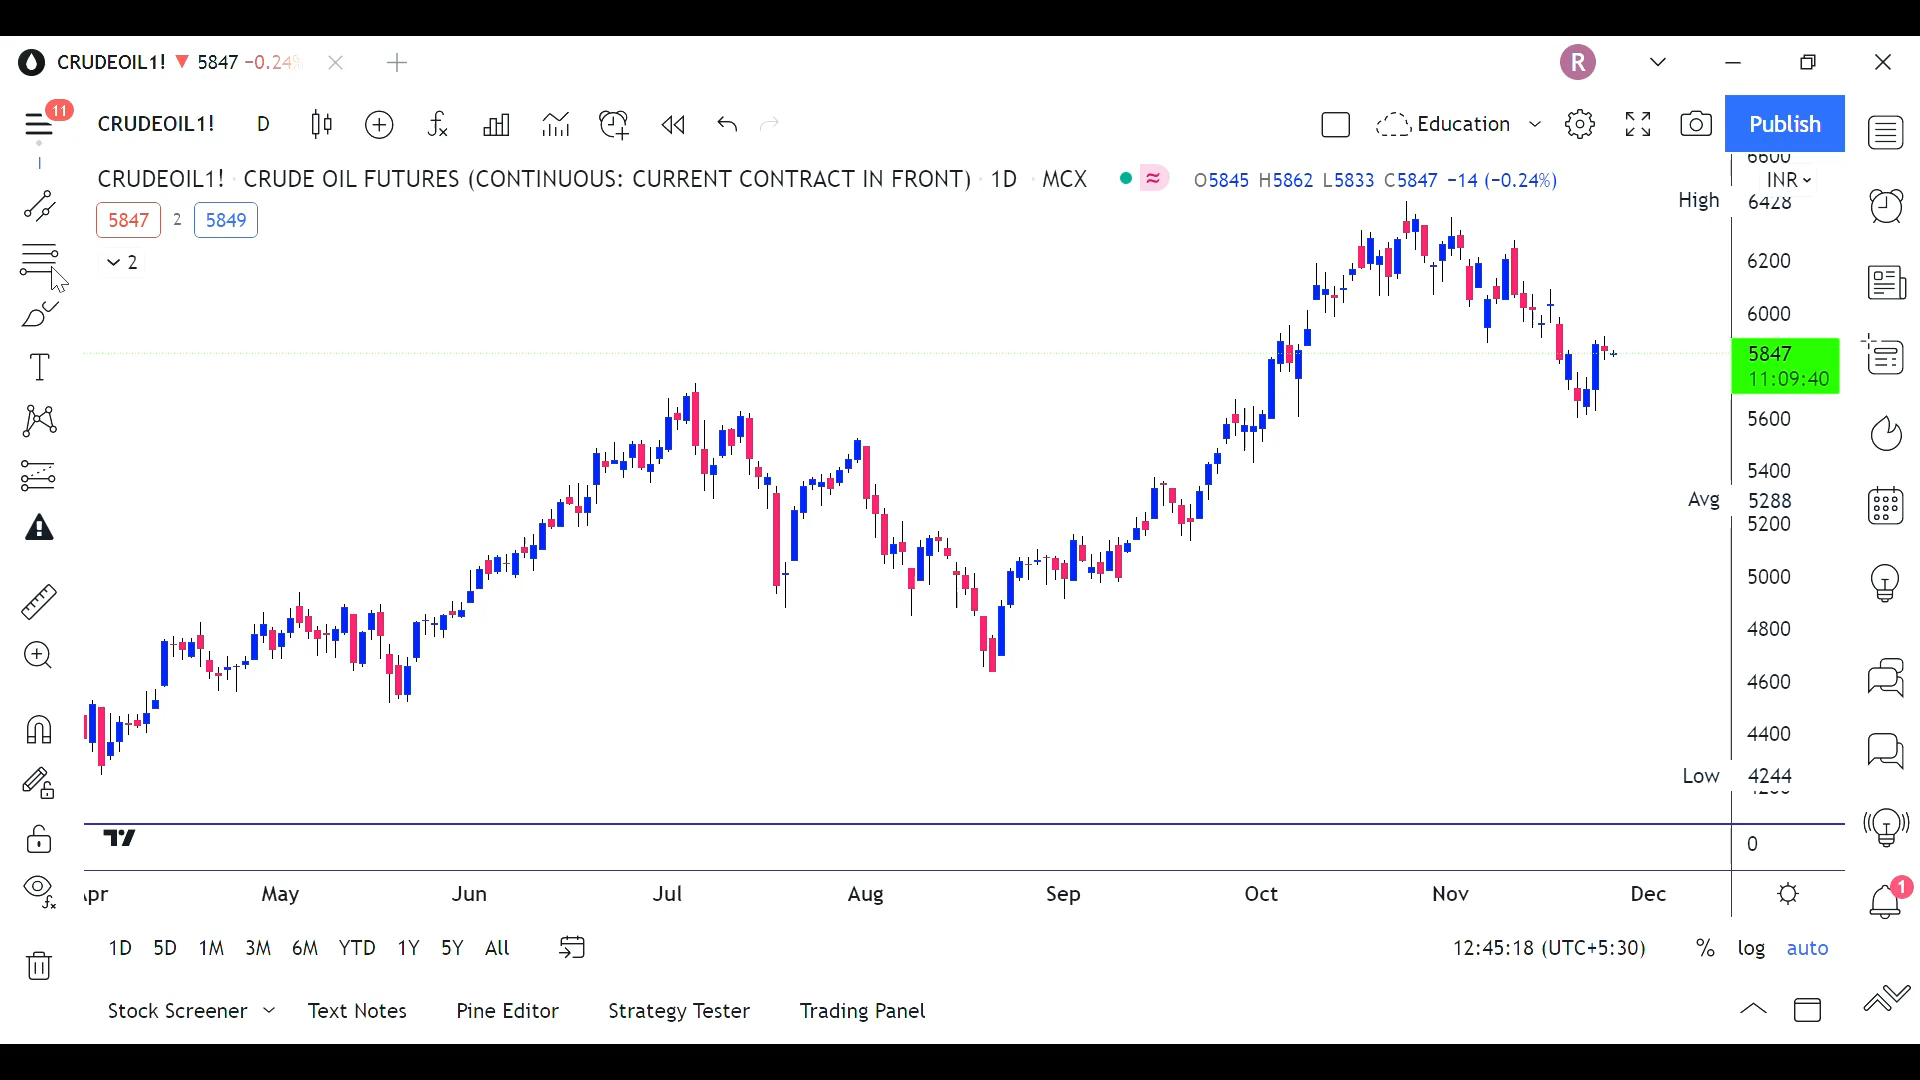 CRUDEOIL1! ▼ 5847 −0.24%
R
11
CRUDEOIL1! D
Education
Publish
CRUDEOIL1! · CRUDE OIL FUTURES (CONTINUOUS: CURRENT CONTRACT IN FRONT) · 1D · MCX
O5845 H5862 L5833 C5847 −14 (−0.24%)
5847 2 5849
2
6600
INR
High 6428
6200
6000
5847
11:09:40
5600
5400
Avg 5288
5200
5000
4800
4600
4400
Low 4244
4200
0
May Jun Jul Aug Sep Oct Nov Dec
1
1D 5D 1M 3M 6M YTD 1Y 5Y All
12:45:18 (UTC+5:30) % log auto
Stock Screener Text Notes Pine Editor Strategy Tester Trading Panel